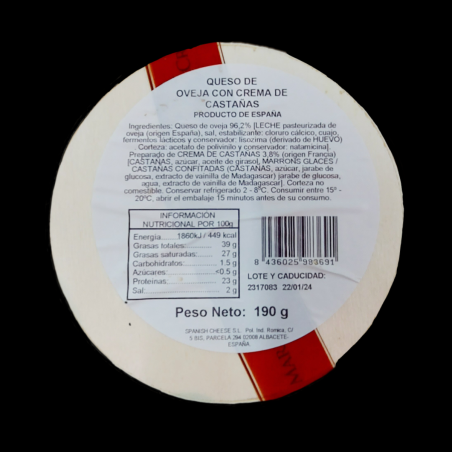 QUESO DE
OVEJA CON CREMA DE
CASTAÑAS
PRODUCTO DE ESPAÑA
Ingredientes: Queso de oveja 96,2% [LECHE pasteurizada de
oveja (origen España), sal, estabilizante: cloruro cálcico, cuajo,
fermentos lácticos y conservador: lisozima (derivado de HUEVO)
Corteza: acetato de polivinilo y conservador: natamicina].
Preparado de CREMA DE CASTAÑAS 3,8% (origen Francia)
[CASTAÑAS, azúcar, aceite de girasol, MARRONS GLACÉS /
CASTAÑAS CONFITADAS (CASTAÑAS, azúcar, jarabe de
glucosa, extracto de vainilla de Madagascar) jarabe de glucosa,
agua, extracto de vainilla de Madagascar]. Corteza no
comestible. Conservar refrigerado 2 - 8°C. Consumir entre 15º -
20ºC, abrir el embalaje 15 minutos antes de su consumo.
INFORMACIÓN
NUTRICIONAL POR 100g
Energía 1860kJ / 449 kcal
Grasas totales: 39 g
Grasas saturadas: 27 g
Carbohidratos: 1.5 g
Azúcares <0.5 g
Proteínas: 23 g
Sal: 2 g
8 436025 983691
LOTE Y CADUCIDAD:
2317083 22/01/24
Peso Neto: 190 g
SPANISH CHEESE S.L. Pol. Ind. Romica, C/
5 BIS, PARCELA 294 02008 ALBACETE-
ESPAÑA